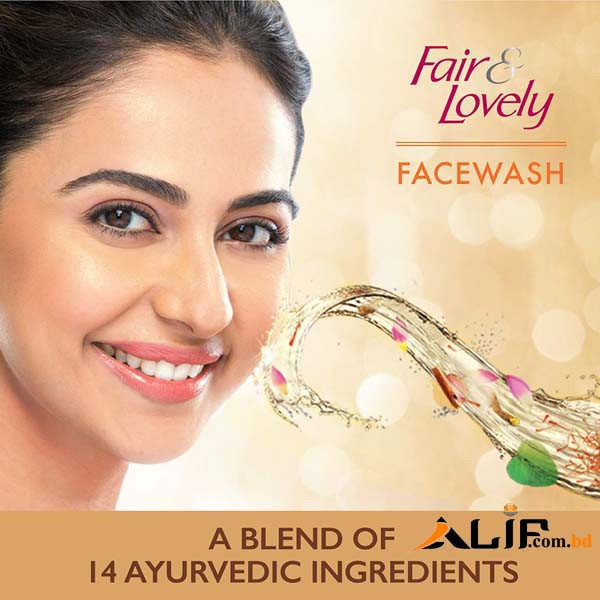 Fair &
Lovely
FACEWASH
A BLEND OF
14 AYURVEDIC INGREDIENTS
ALIF.com.bd